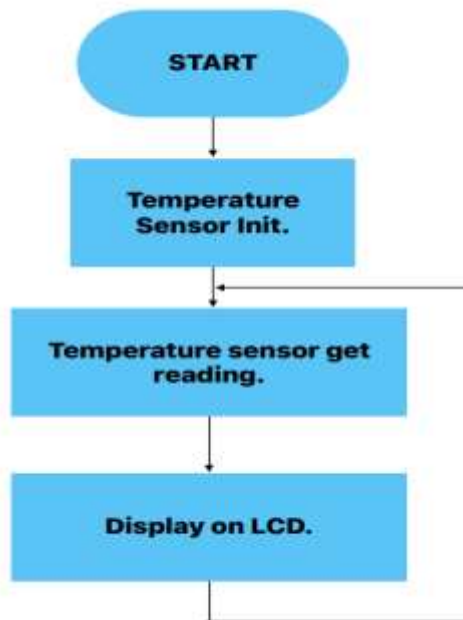 START
Temperature
Sensor Init.
Temperature sensor get
reading.
Display on LCD.